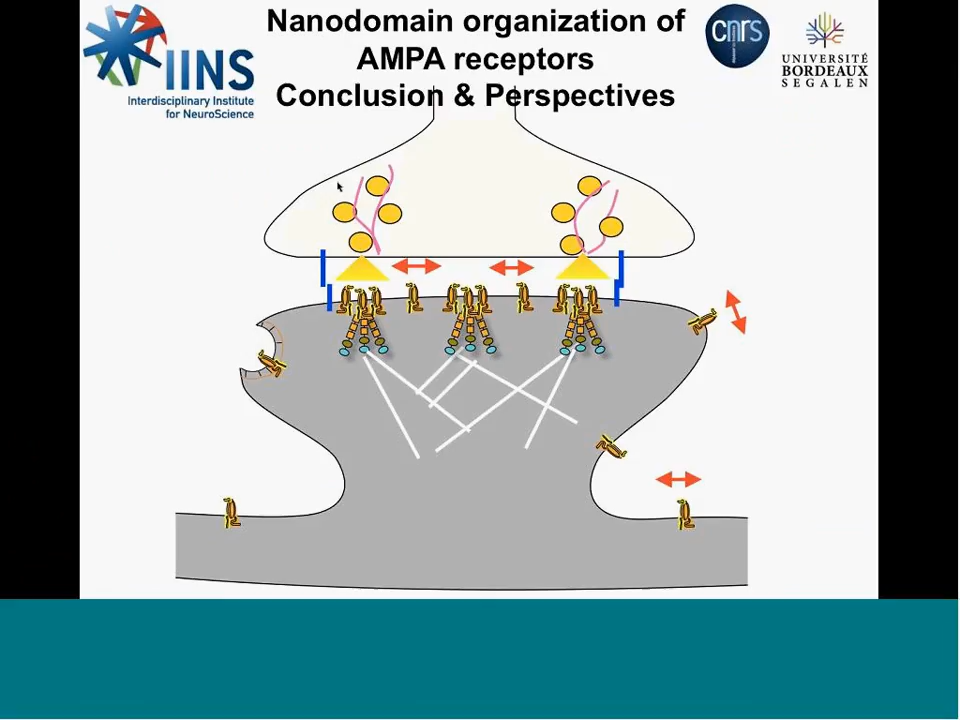 Nanodomain organization of
AMPA receptors
Conclusion & Perspectives
IINS
Interdisciplinary Institute
for NeuroScience
cnrs
UNIVERSITÉ
BORDEAUX
SEGALEN